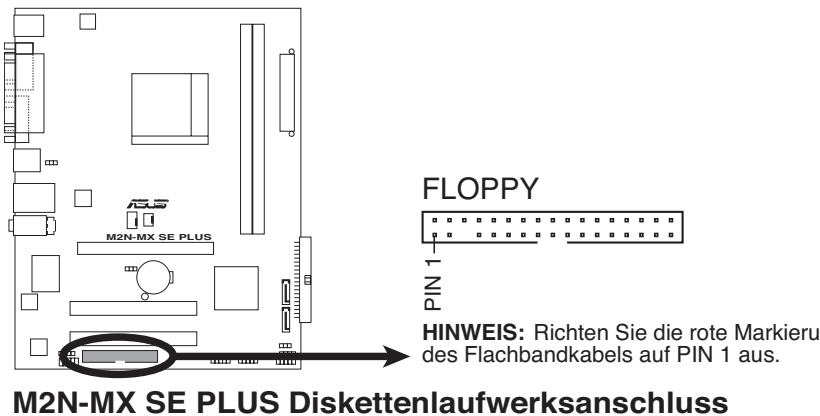 ASUS
M2N-MX SE PLUS
FLOPPY
PIN 1
HINWEIS: Richten Sie die rote Markieru
des Flachbandkabels auf PIN 1 aus.
M2N-MX SE PLUS Diskettenlaufwerksanschluss